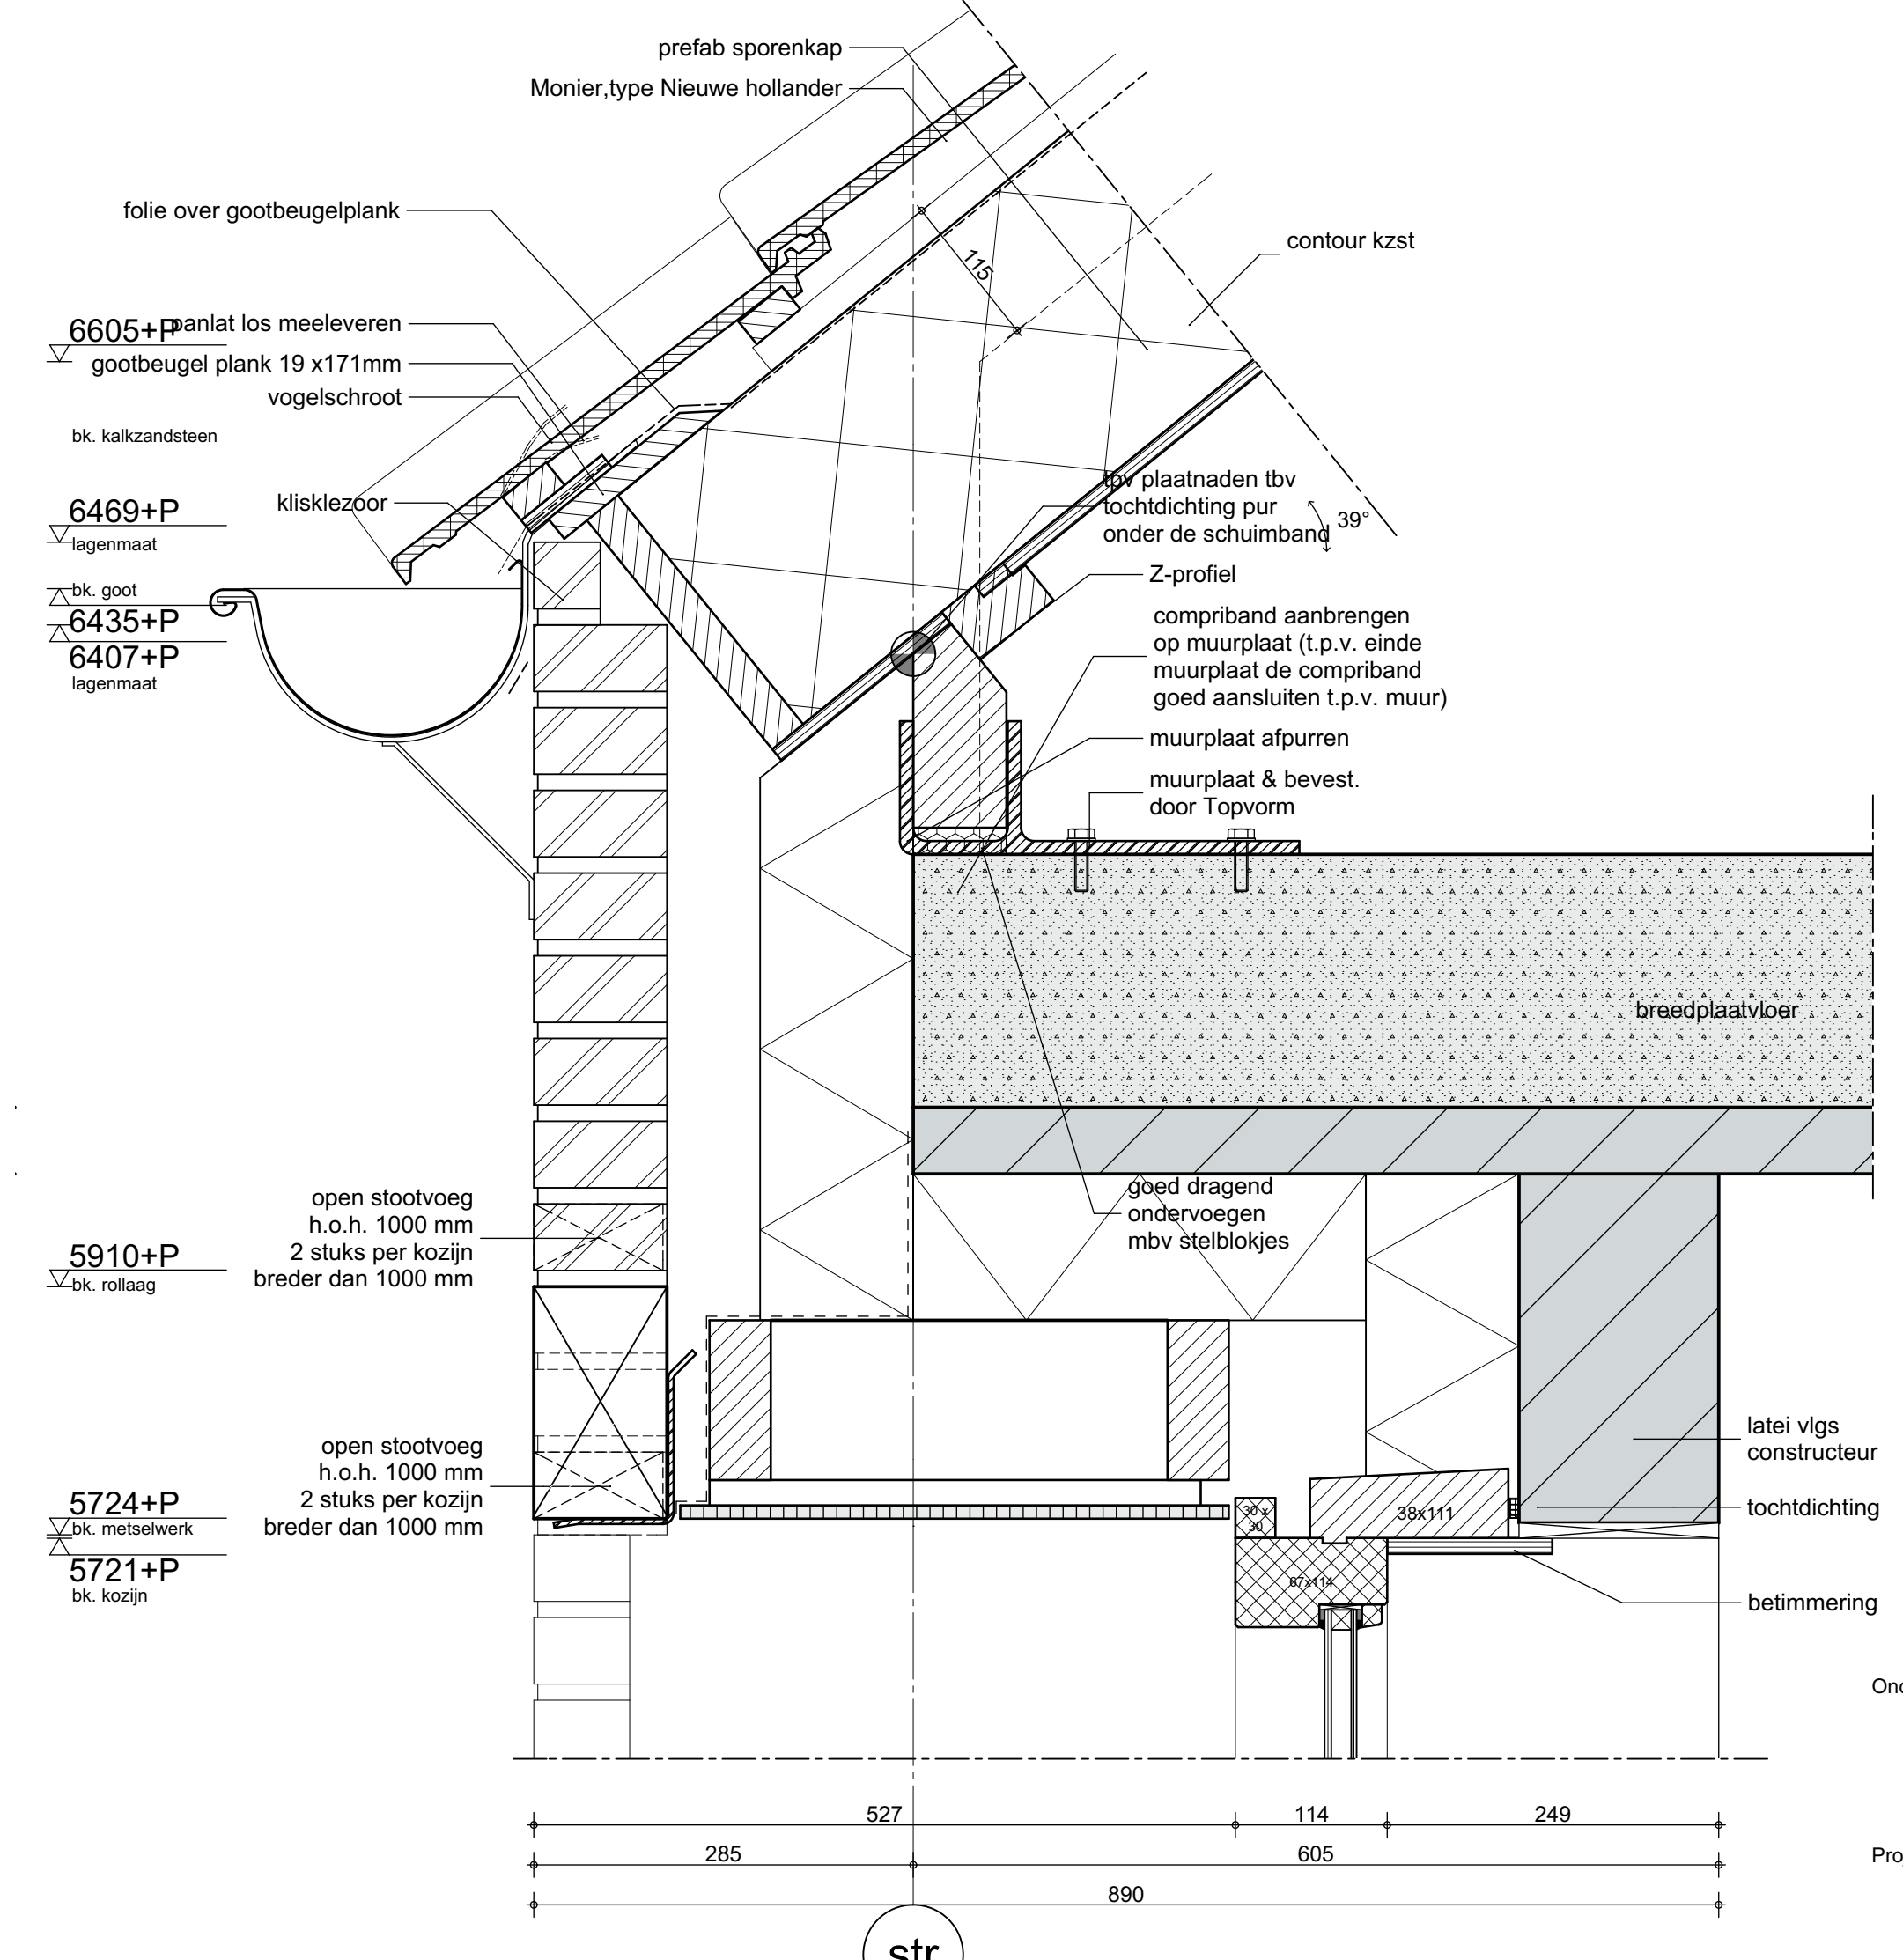 prefab sporenkap
Monier,type Nieuwe hollander
folie over gootbeugelplank
contour kzst
115
6605+P
panlat los meeleveren
gootbeugel plank 19 x171mm
vogelschroot
bk. kalkzandsteen
klisklezoor
6469+P
lagenmaat
tpv plaatnaden tbv
tochtdichting pur
onder de schuimband
39°
Z-profiel
bk. goot
6435+P
6407+P
lagenmaat
compriband aanbrengen
op muurplaat (t.p.v. einde
muurplaat de compriband
goed aansluiten t.p.v. muur)
muurplaat afpurren
muurplaat & bevest.
door Topvorm
breedplaatvloer
goed dragend
ondervoegen
mbv stelblokjes
open stootvoeg
h.o.h. 1000 mm
2 stuks per kozijn
breder dan 1000 mm
5910+P
bk. rollaag
open stootvoeg
h.o.h. 1000 mm
2 stuks per kozijn
breder dan 1000 mm
latei vlgs
constructeur
5724+P
bk. metselwerk
5721+P
bk. kozijn
30 x
30
38x111
67x114
tochtdichting
betimmering
527
114
249
285
605
890
str